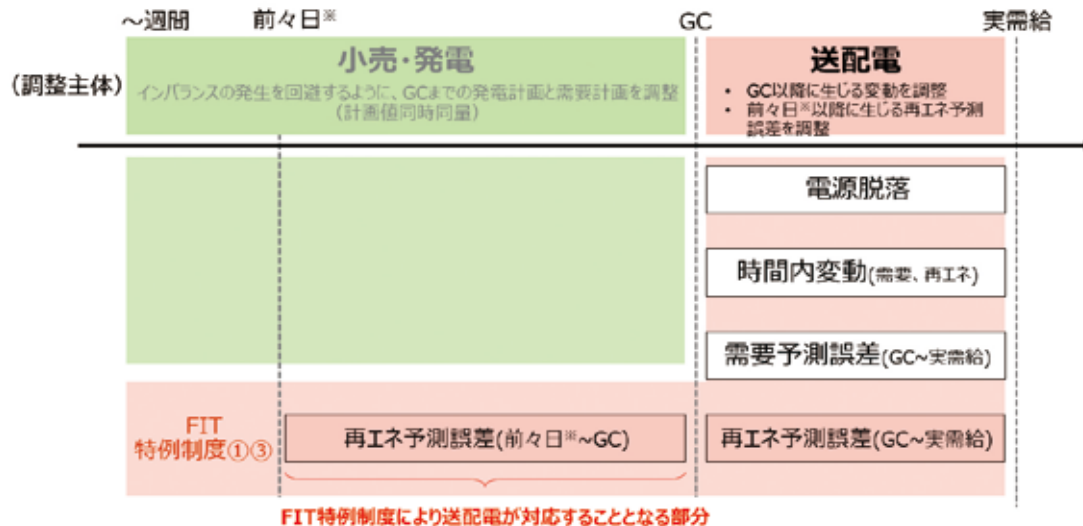 ～週間 前々日※ GC 実需給
(調整主体)
小売・発電
インバランスの発生を回避するように、GCまでの発電計画と需要計画を調整
(計画値同時同量)
送配電
• GC以降に生じる変動を調整
• 前々日※以降に生じる再エネ予測
誤差を調整
電源脱落
時間内変動(需要、再エネ)
需要予測誤差(GC~実需給)
FIT
特例制度①③
再エネ予測誤差(前々日※~GC)
再エネ予測誤差(GC~実需給)
FIT特例制度により送配電が対応することとなる部分